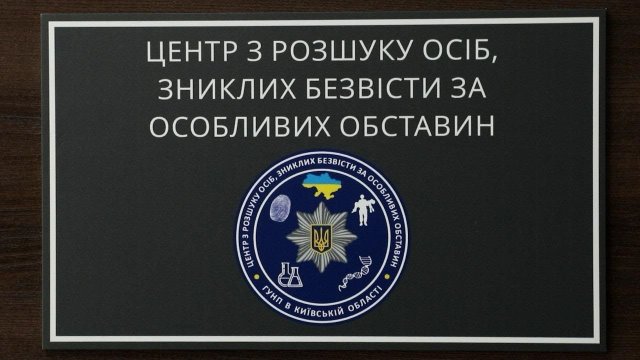 ЦЕНТР З РОЗШУКУ ОСІБ,
ЗНИКЛИХ БЕЗВІСТИ ЗА
ОСОБЛИВИХ ОБСТАВИН
ЦЕНТР З РОЗШУКУ ОСІБ, ЗНИКЛИХ БЕЗВІСТИ ЗА ОСОБЛИВИХ ОБСТАВИН
ГУНП В КИЇВСЬКІЙ ОБЛАСТІ